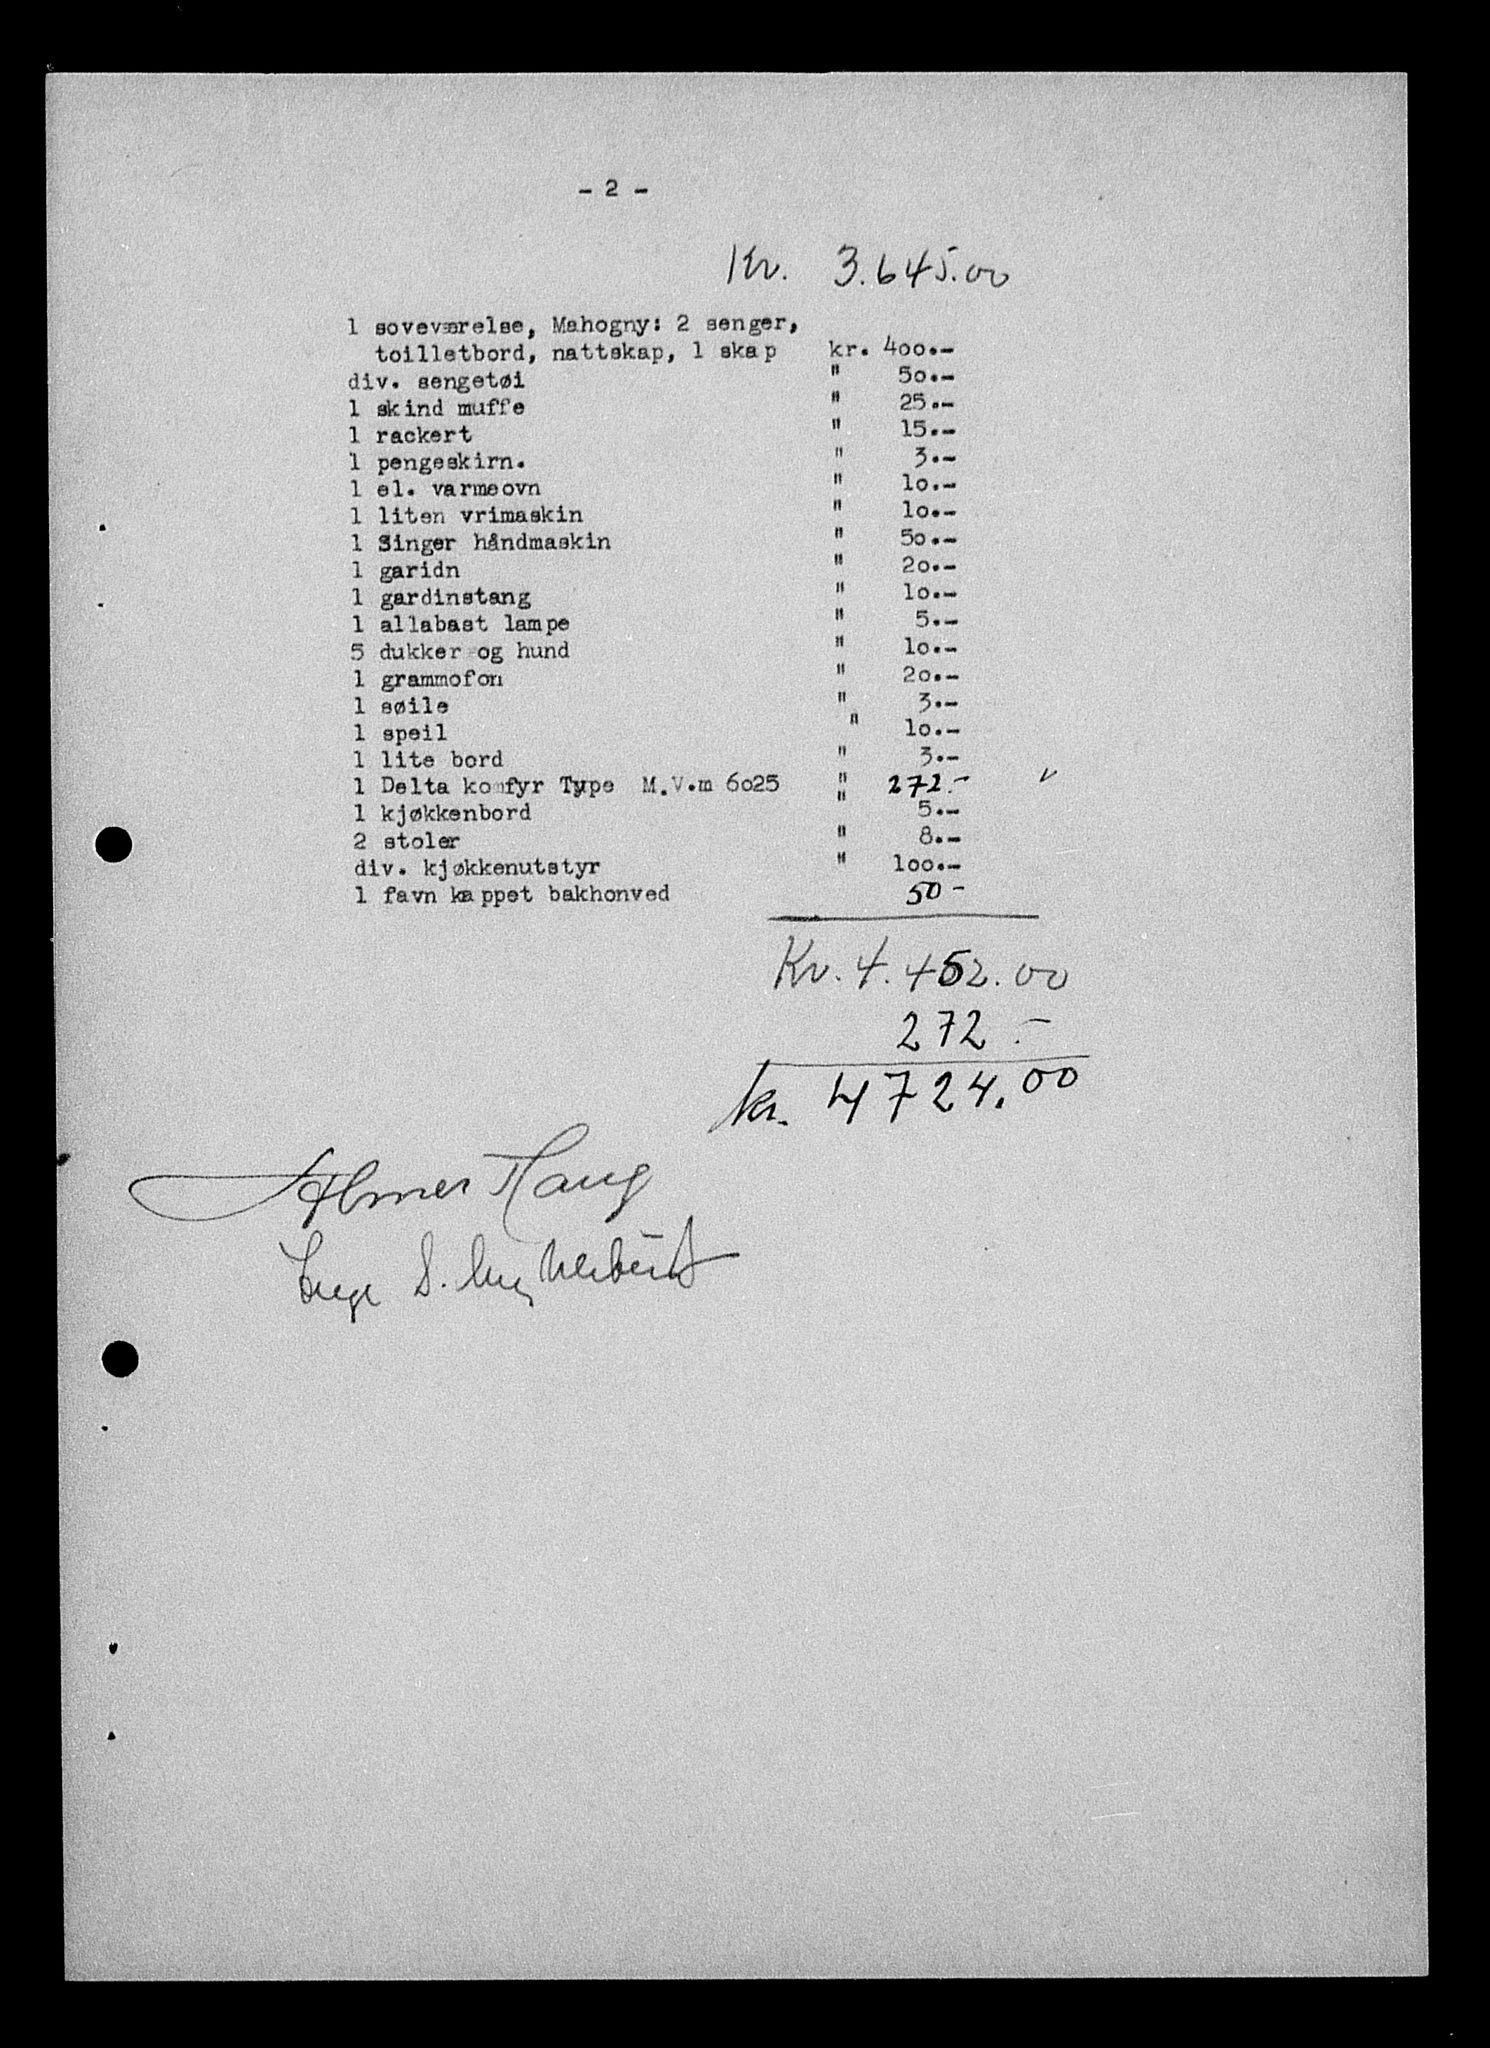 - 2 -
Kr. 3.645.00
1 soveværelse, Mahogny: 2 senger,
toilletbord, nattskap, 1 skap kr. 400.-
div. sengetøi " 50.-
1 skind muffe " 25.-
1 rackert " 15.-
1 pengeskirn. " 3.-
1 el. varmeovn " 10.-
1 liten vrimaskin " 10.-
1 Singer håndmaskin " 50.-
1 garidn " 20.-
1 gardinstang " 10.-
1 allabast lampe " 5.-
5 dukker og hund " 10.-
1 grammofon " 20.-
1 søile " 3.-
1 speil " 10.-
1 lite bord " 3.-
1 Delta komfyr Type M.V.m 6025 " 272.- ✓
1 kjøkkenbord " 5.-
2 stoler " 8.-
div. kjøkkenutstyr " 100.-
1 favn kappet bakhonved 50 -
Kr. 4.452.00
272.-
kr. 4724.00
Haug